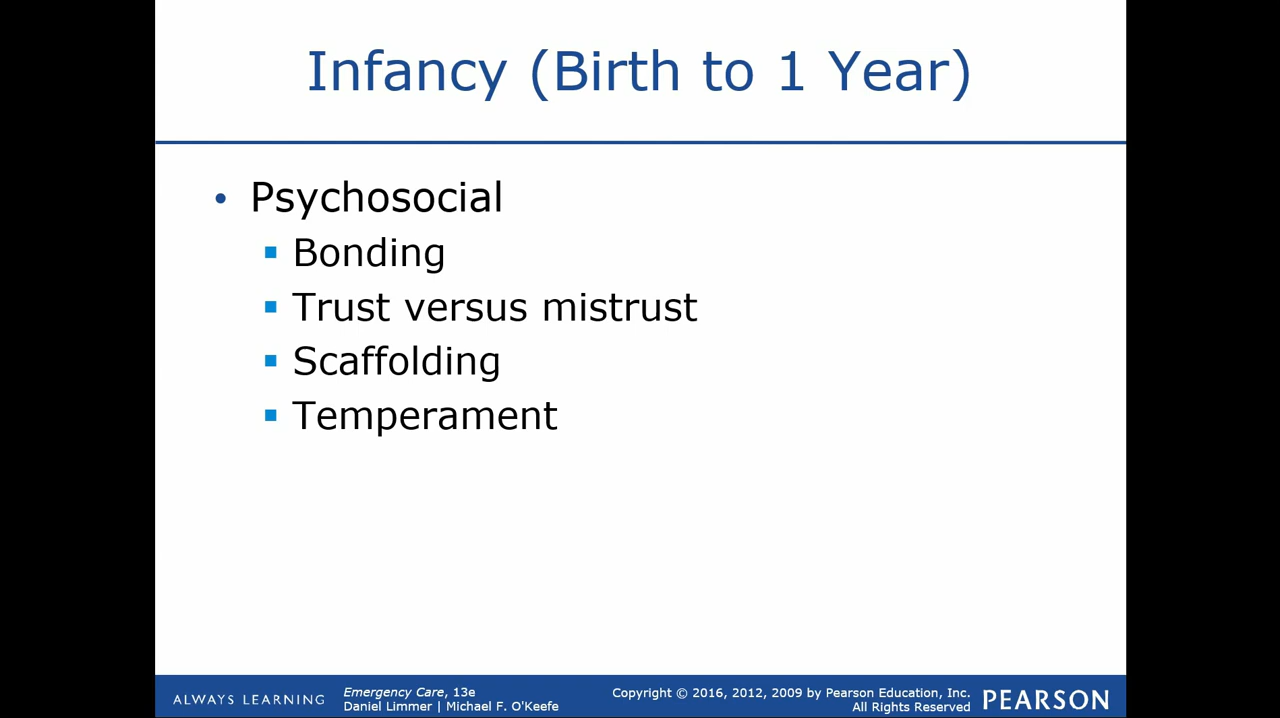 Infancy (Birth to 1 Year)
• Psychosocial
▪ Bonding
▪ Trust versus mistrust
▪ Scaffolding
▪ Temperament
ALWAYS LEARNING
Emergency Care, 13e
Daniel Limmer | Michael F. O'Keefe
Copyright © 2016, 2012, 2009 by Pearson Education, Inc.
All Rights Reserved
PEARSON